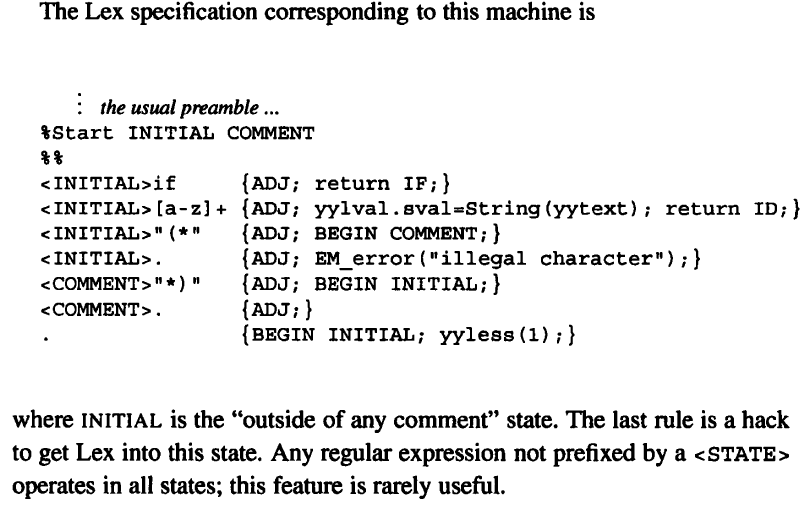 The Lex specification corresponding to this machine is
⋮ the usual preamble ...
%Start INITIAL COMMENT
%%
<INITIAL>if {ADJ; return IF;}
<INITIAL>[a-z]+ {ADJ; yylval.sval=String(yytext); return ID;}
<INITIAL>"(*" {ADJ; BEGIN COMMENT;}
<INITIAL>. {ADJ; EM_error("illegal character");}
<COMMENT>"*)" {ADJ; BEGIN INITIAL;}
<COMMENT>. {ADJ;}
. {BEGIN INITIAL; yyless(1);}
where INITIAL is the “outside of any comment” state. The last rule is a hack
to get Lex into this state. Any regular expression not prefixed by a <STATE>
operates in all states; this feature is rarely useful.